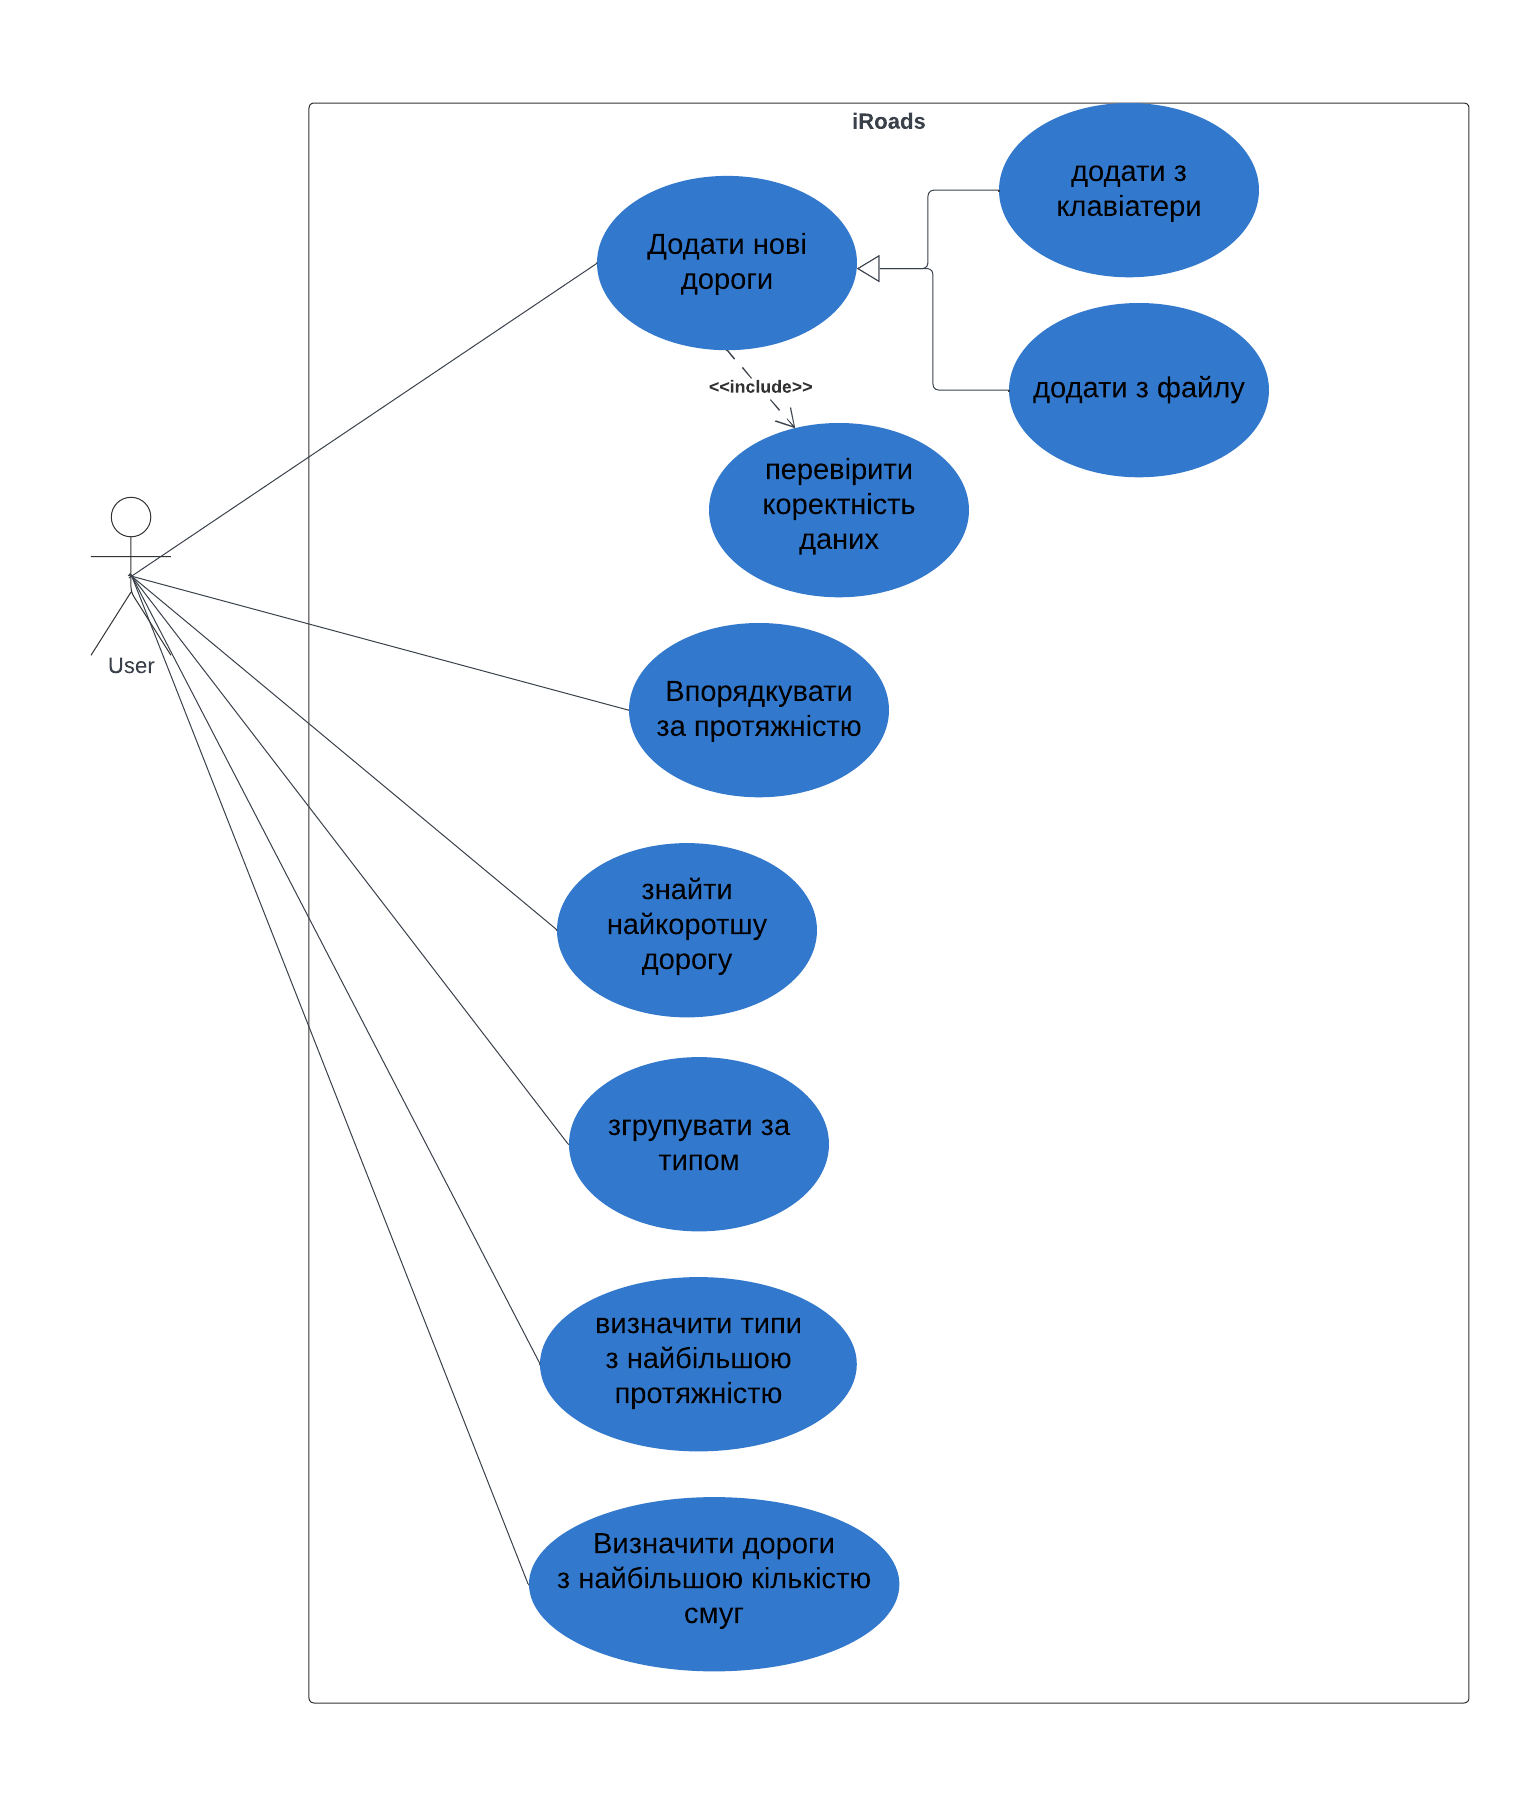 iRoads
додати з
клавіатери
Додати нові
дороги
додати з файлу
<<include>>
перевірити
коректність
даних
User
Впорядкувати
за протяжністю
знайти
найкоротшу
дорогу
згрупувати за
типом
визначити типи
з найбільшою
протяжністю
Визначити дороги
з найбільшою кількістю
смуг